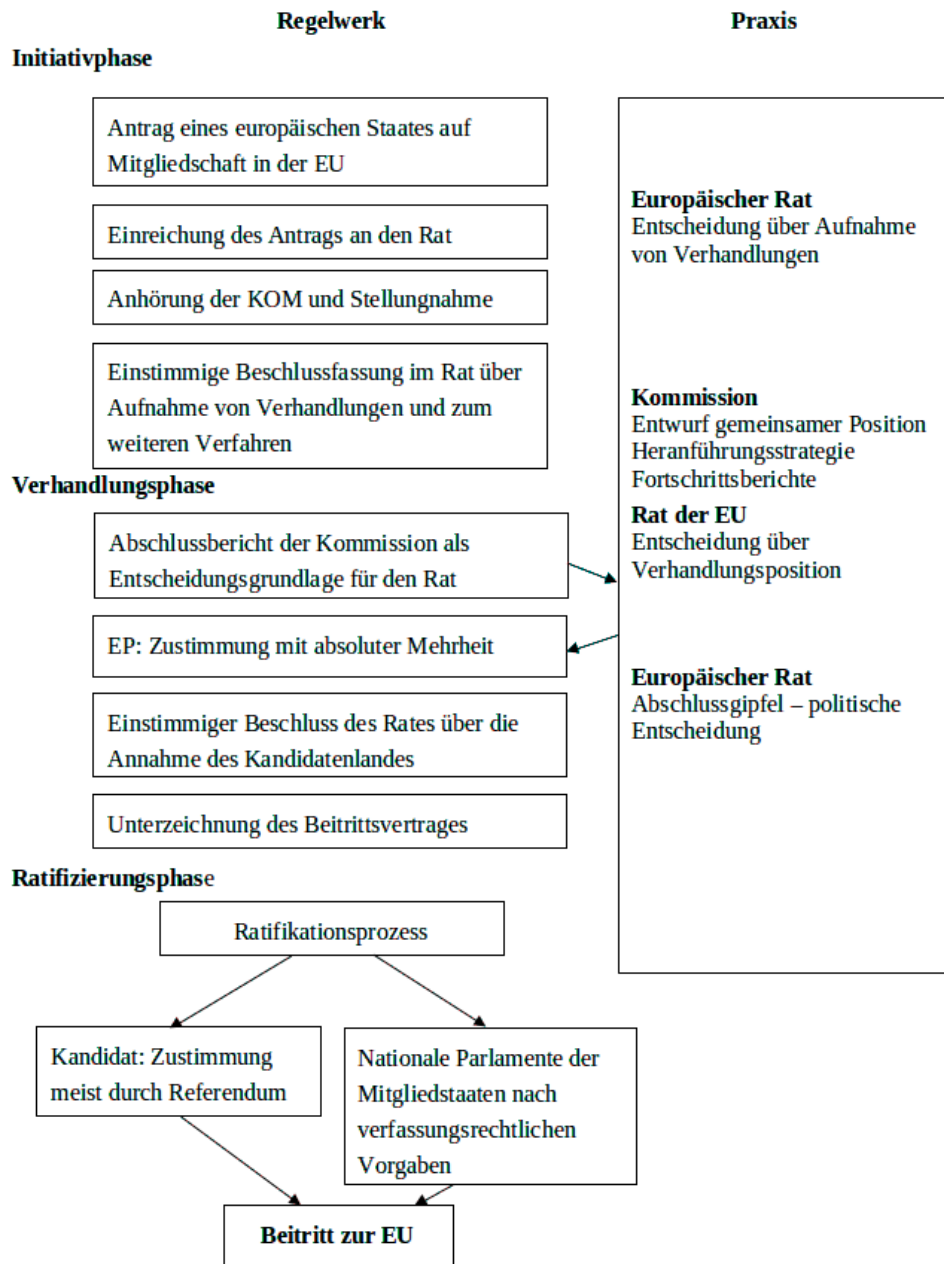 Regelwerk
Praxis
Initiativphase
Antrag eines europäischen Staates auf
Mitgliedschaft in der EU
Einreichung des Antrags an den Rat
Anhörung der KOM und Stellungnahme
Einstimmige Beschlussfassung im Rat über
Aufnahme von Verhandlungen und zum
weiteren Verfahren
Verhandlungsphase
Abschlussbericht der Kommission als
Entscheidungsgrundlage für den Rat
EP: Zustimmung mit absoluter Mehrheit
Einstimmiger Beschluss des Rates über die
Annahme des Kandidatenlandes
Unterzeichnung des Beitrittsvertrages
Europäischer Rat
Entscheidung über Aufnahme
von Verhandlungen
Kommission
Entwurf gemeinsamer Position
Heranführungsstrategie
Fortschrittsberichte
Rat der EU
Entscheidung über
Verhandlungsposition
Europäischer Rat
Abschlussgipfel – politische
Entscheidung
Ratifizierungsphase
Ratifikationsprozess
Kandidat: Zustimmung
meist durch Referendum
Nationale Parlamente der
Mitgliedstaaten nach
verfassungsrechtlichen
Vorgaben
Beitritt zur EU